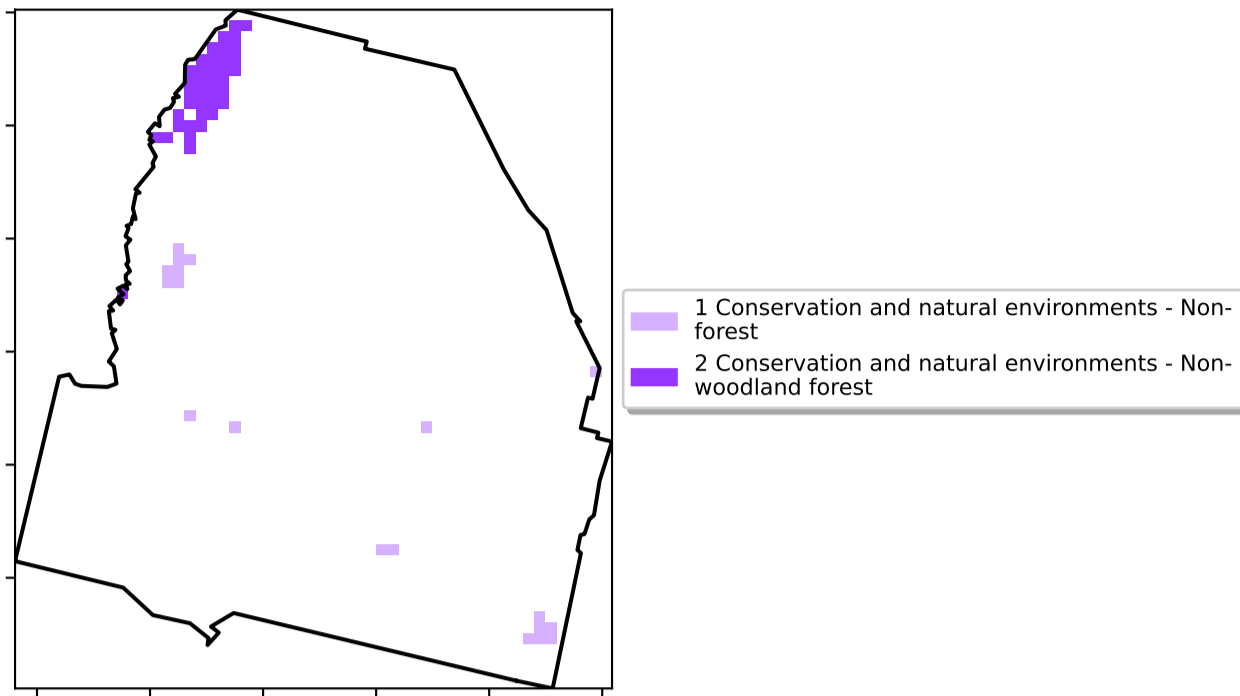 1 Conservation and natural environments - Non-
forest
2 Conservation and natural environments - Non-
woodland forest